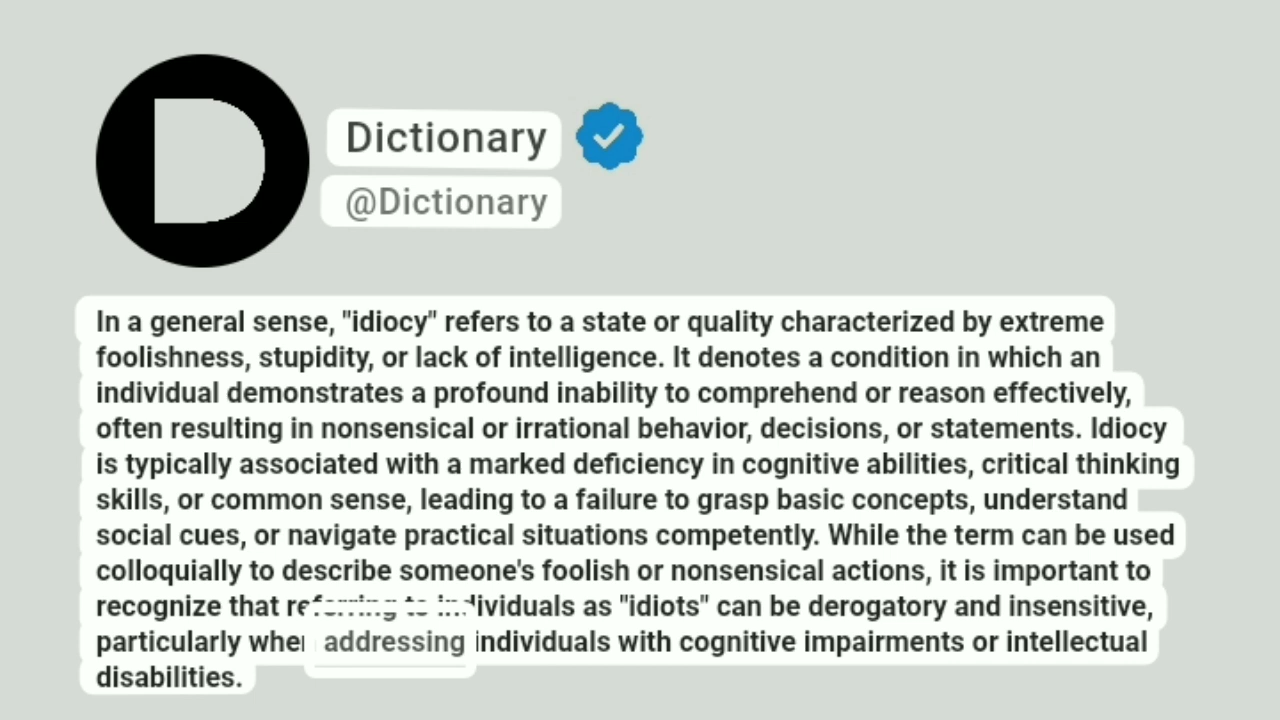 D
Dictionary
@Dictionary
In a general sense, "idiocy" refers to a state or quality characterized by extreme
foolishness, stupidity, or lack of intelligence. It denotes a condition in which an
individual demonstrates a profound inability to comprehend or reason effectively,
often resulting in nonsensical or irrational behavior, decisions, or statements. Idiocy
is typically associated with a marked deficiency in cognitive abilities, critical thinking
skills, or common sense, leading to a failure to grasp basic concepts, understand
social cues, or navigate practical situations competently. While the term can be used
colloquially to describe someone's foolish or nonsensical actions, it is important to
recognize that referring to individuals as "idiots" can be derogatory and insensitive,
particularly when addressing individuals with cognitive impairments or intellectual
disabilities.